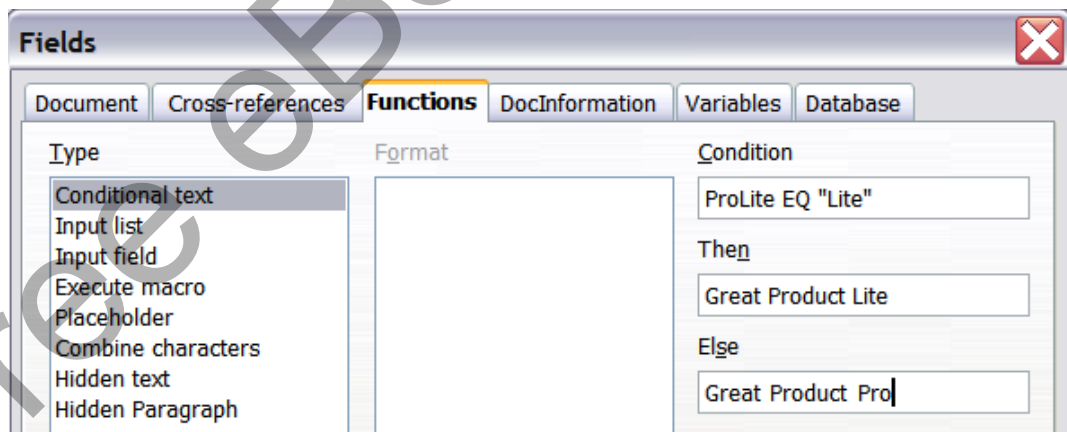 Fields
Document Cross-references Functions DocInformation Variables Database
Type
Conditional text
Input list
Input field
Execute macro
Placeholder
Combine characters
Hidden text
Hidden Paragraph
Format
Condition
ProLite EQ "Lite"
Then
Great Product Lite
Else
Great Product Pro